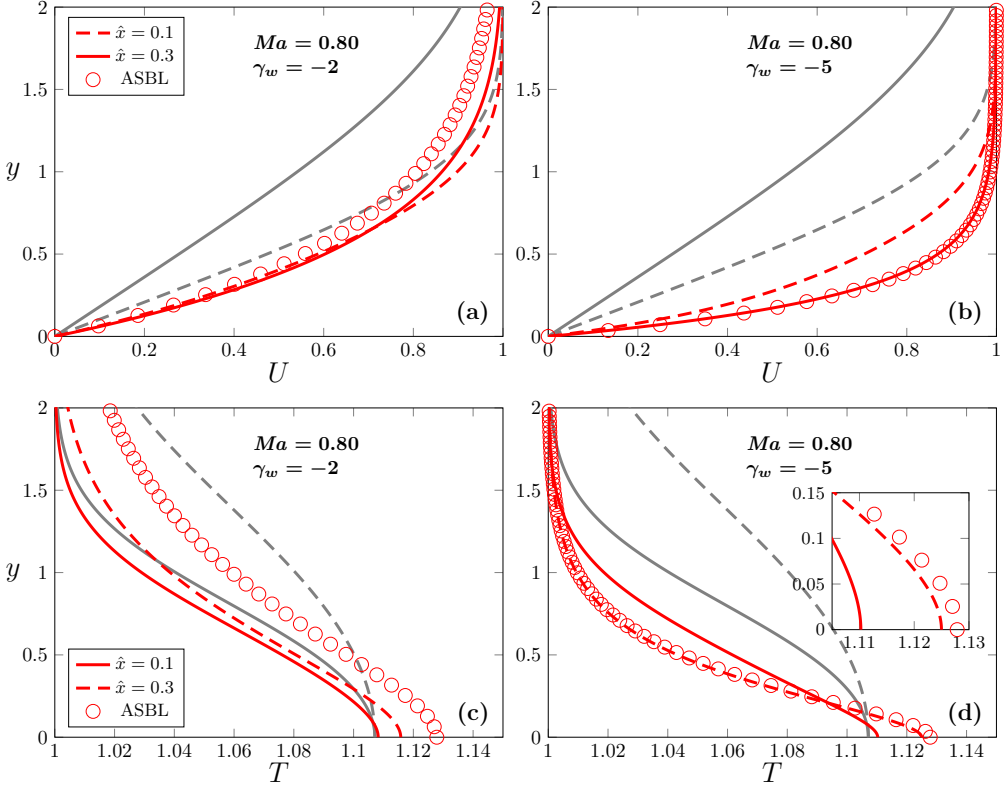 2
1.5
1
0.5
0
y
0
0.2
0.4
0.6
0.8
1
U
x̂ = 0.1
x̂ = 0.3
ASBL
Ma = 0.80
γw = −2
(a)
0
0.2
0.4
0.6
0.8
1
U
2
1.5
1
0.5
0
Ma = 0.80
γw = −5
(b)
2
1.5
1
0.5
0
y
1
1.02
1.04
1.06
1.08
1.1
1.12
1.14
T
Ma = 0.80
γw = −2
x̂ = 0.1
x̂ = 0.3
ASBL
(c)
2
1.5
1
0.5
0
1
1.02
1.04
1.06
1.08
1.1
1.12
1.14
T
Ma = 0.80
γw = −5
0.15
0.1
0.05
0
1.11
1.12
1.13
(d)